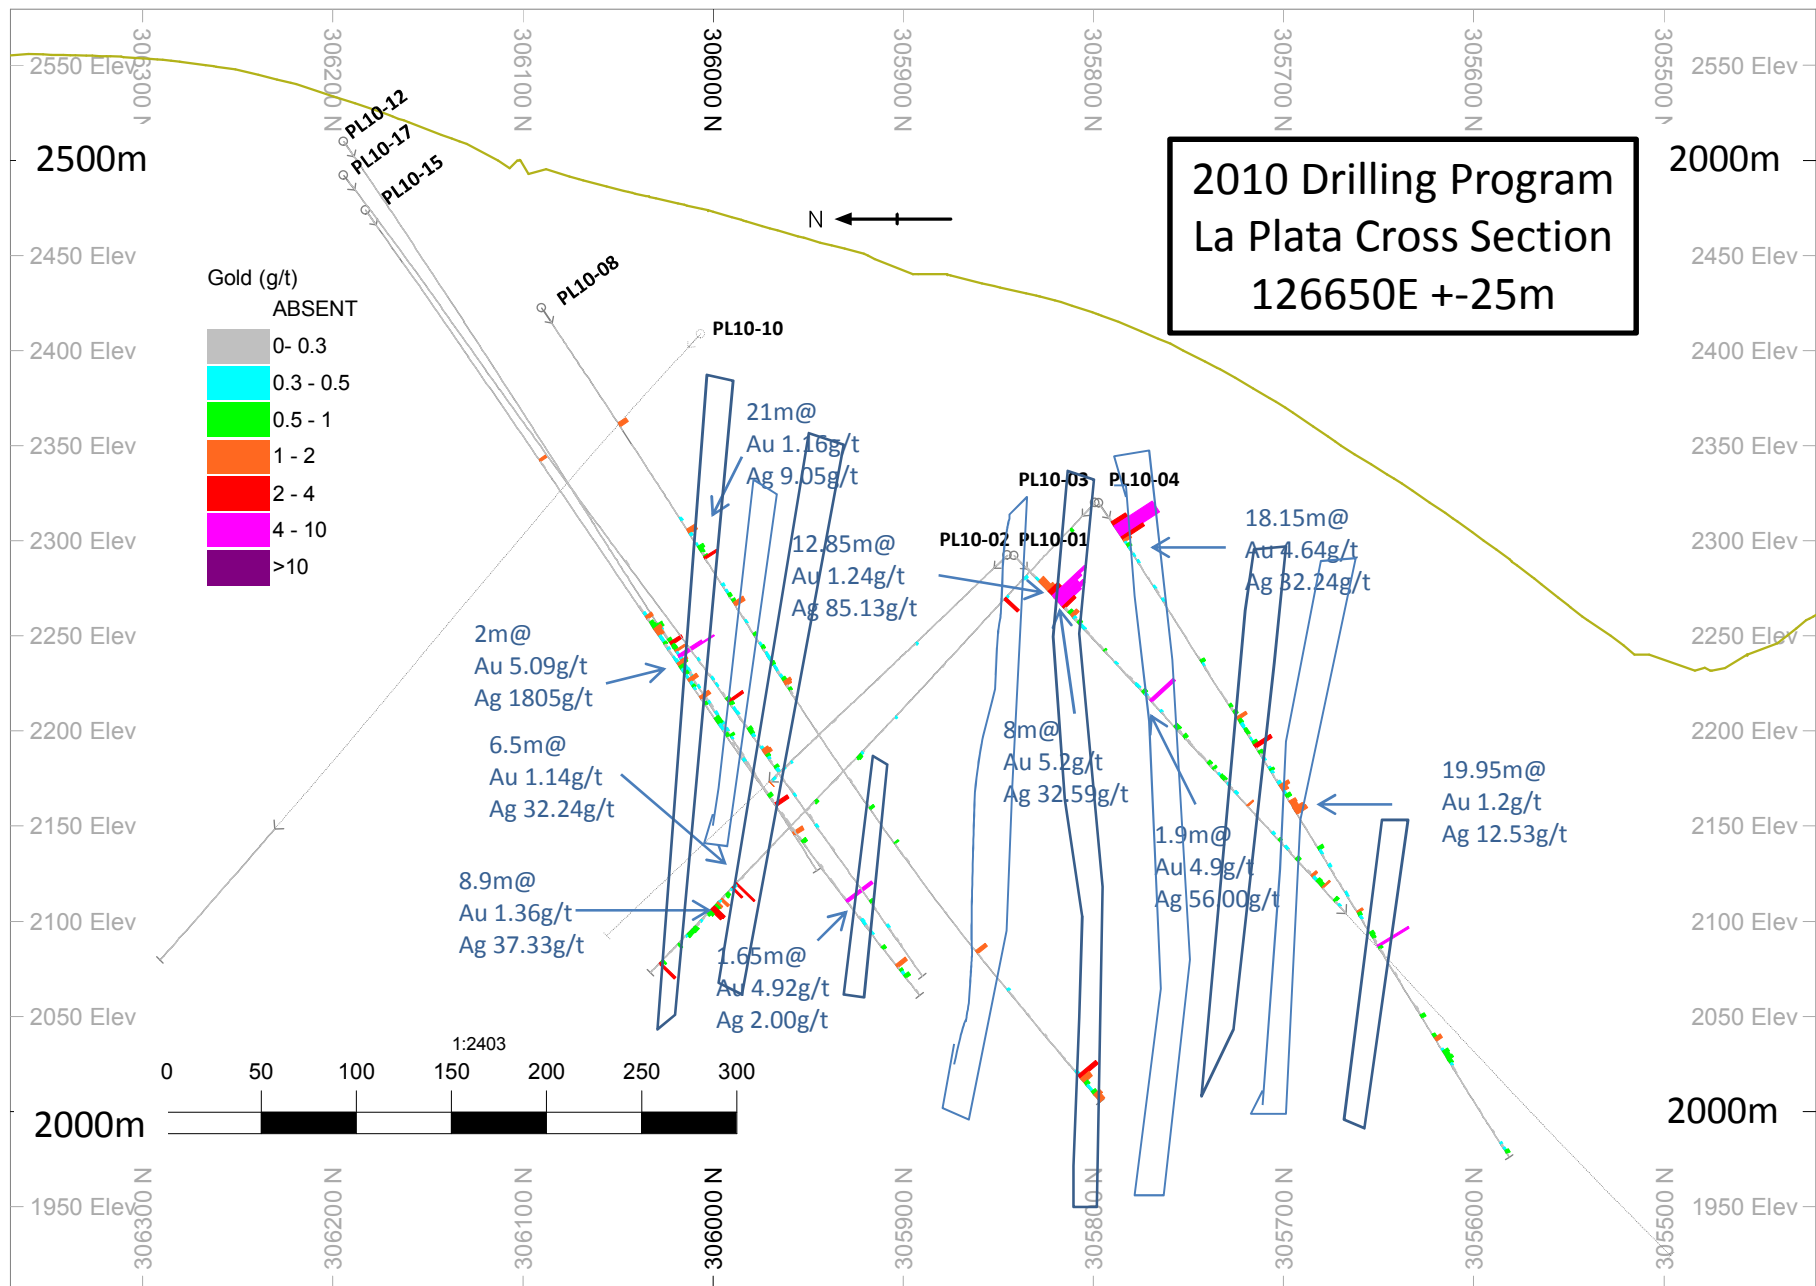 306300 N
306200 N
306100 N
306000 N
305900 N
305800 N
305700 N
305600 N
305500 N
2550 Elev
2550 Elev
PL10-12
PL10-17
PL10-15
2500m
2000m
2010 Drilling Program
La Plata Cross Section
126650E +-25m
N
2450 Elev
2450 Elev
PL10-08
PL10-10
Gold (g/t)
ABSENT
0- 0.3
0.3 - 0.5
0.5 - 1
1 - 2
2 - 4
4 - 10
>10
2400 Elev
2400 Elev
2350 Elev
2350 Elev
21m@
Au 1.16g/t
Ag 9.05g/t
PL10-03
PL10-04
2300 Elev
2300 Elev
12.85m@
Au 1.24g/t
Ag 85.13g/t
PL10-02
PL10-01
18.15m@
Au 4.64g/t
Ag 32.24g/t
2250 Elev
2250 Elev
2m@
Au 5.09g/t
Ag 1805g/t
2200 Elev
2200 Elev
6.5m@
Au 1.14g/t
Ag 32.24g/t
8m@
Au 5.2g/t
Ag 32.59g/t
19.95m@
Au 1.2g/t
Ag 12.53g/t
2150 Elev
2150 Elev
1.9m@
Au 4.9g/t
Ag 56.00g/t
8.9m@
Au 1.36g/t
Ag 37.33g/t
2100 Elev
2100 Elev
1.65m@
Au 4.92g/t
Ag 2.00g/t
2050 Elev
2050 Elev
1:2403
0 50 100 150 200 250 300
2000m
2000m
1950 Elev
1950 Elev
306300 N
306200 N
306100 N
306000 N
305900 N
305800 N
305700 N
305600 N
305500 N